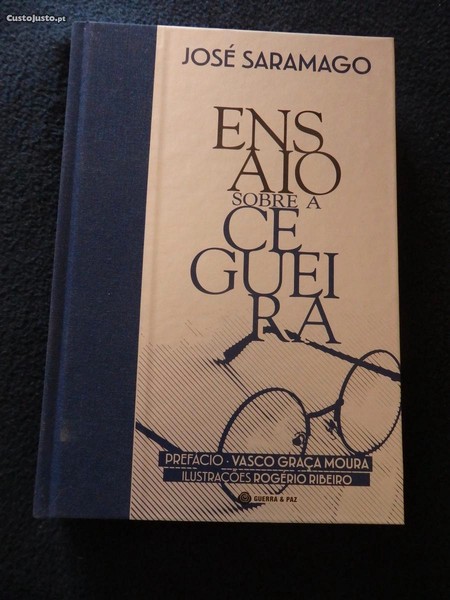 CustoJusto.pt
JOSÉ SARAMAGO
ENS
AIO
SOBRE A
CE
GUEI
RA
PREFÁCIO - VASCO GRAÇA MOURA
ILUSTRAÇÕES ROGÉRIO RIBEIRO
GUERRA & PAZ